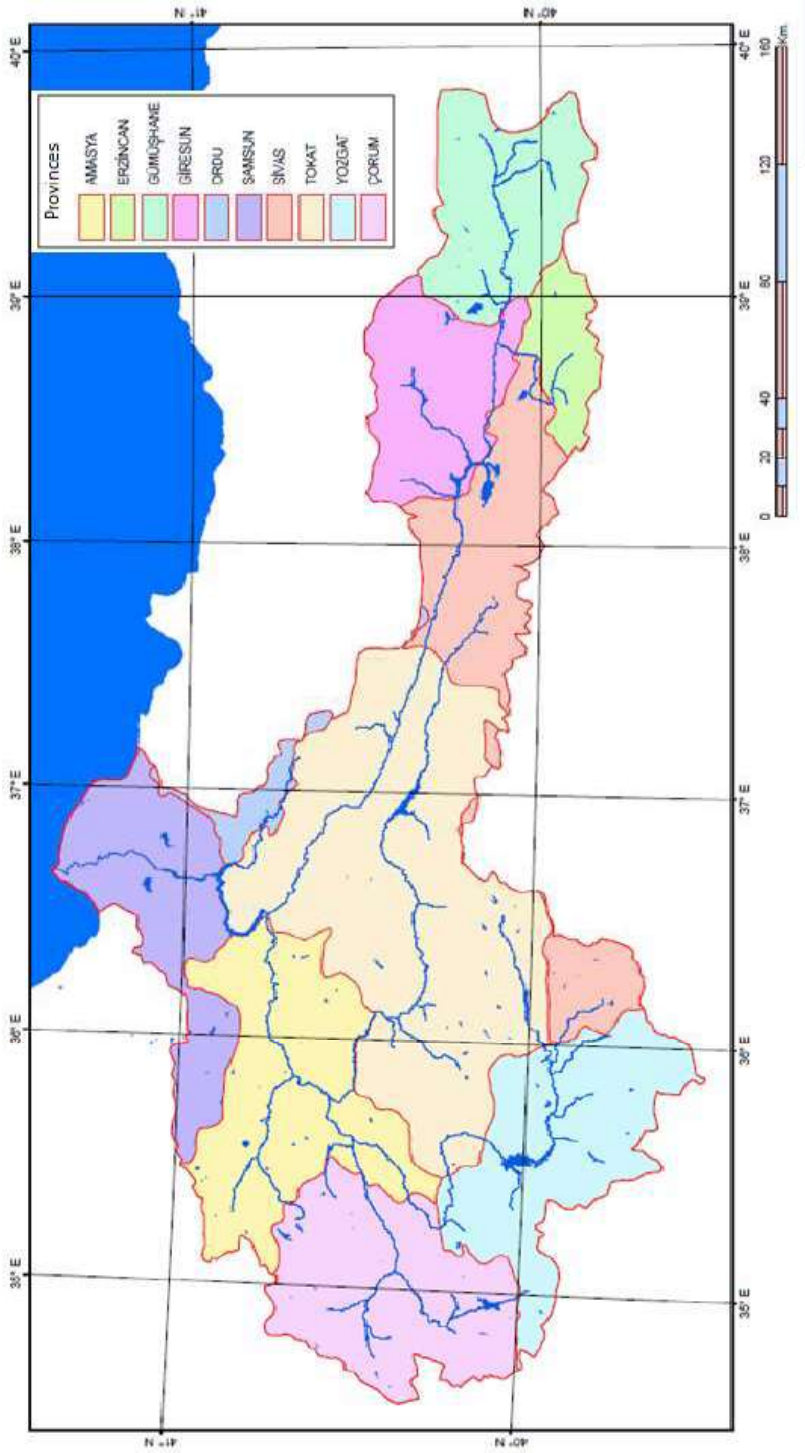 35° E
36° E
37° E
38° E
39° E
40° E
41° N
41° N
40° N
40° N
Provinces
AMASYA
ERZİNCAN
GÜMÜŞHANE
GİRESUN
ORDU
SAMSUN
SİVAS
TOKAT
YOZGAT
ÇORUM
35° E
36° E
37° E
38° E
39° E
40° E
0 20 40 80 120 160
Km.